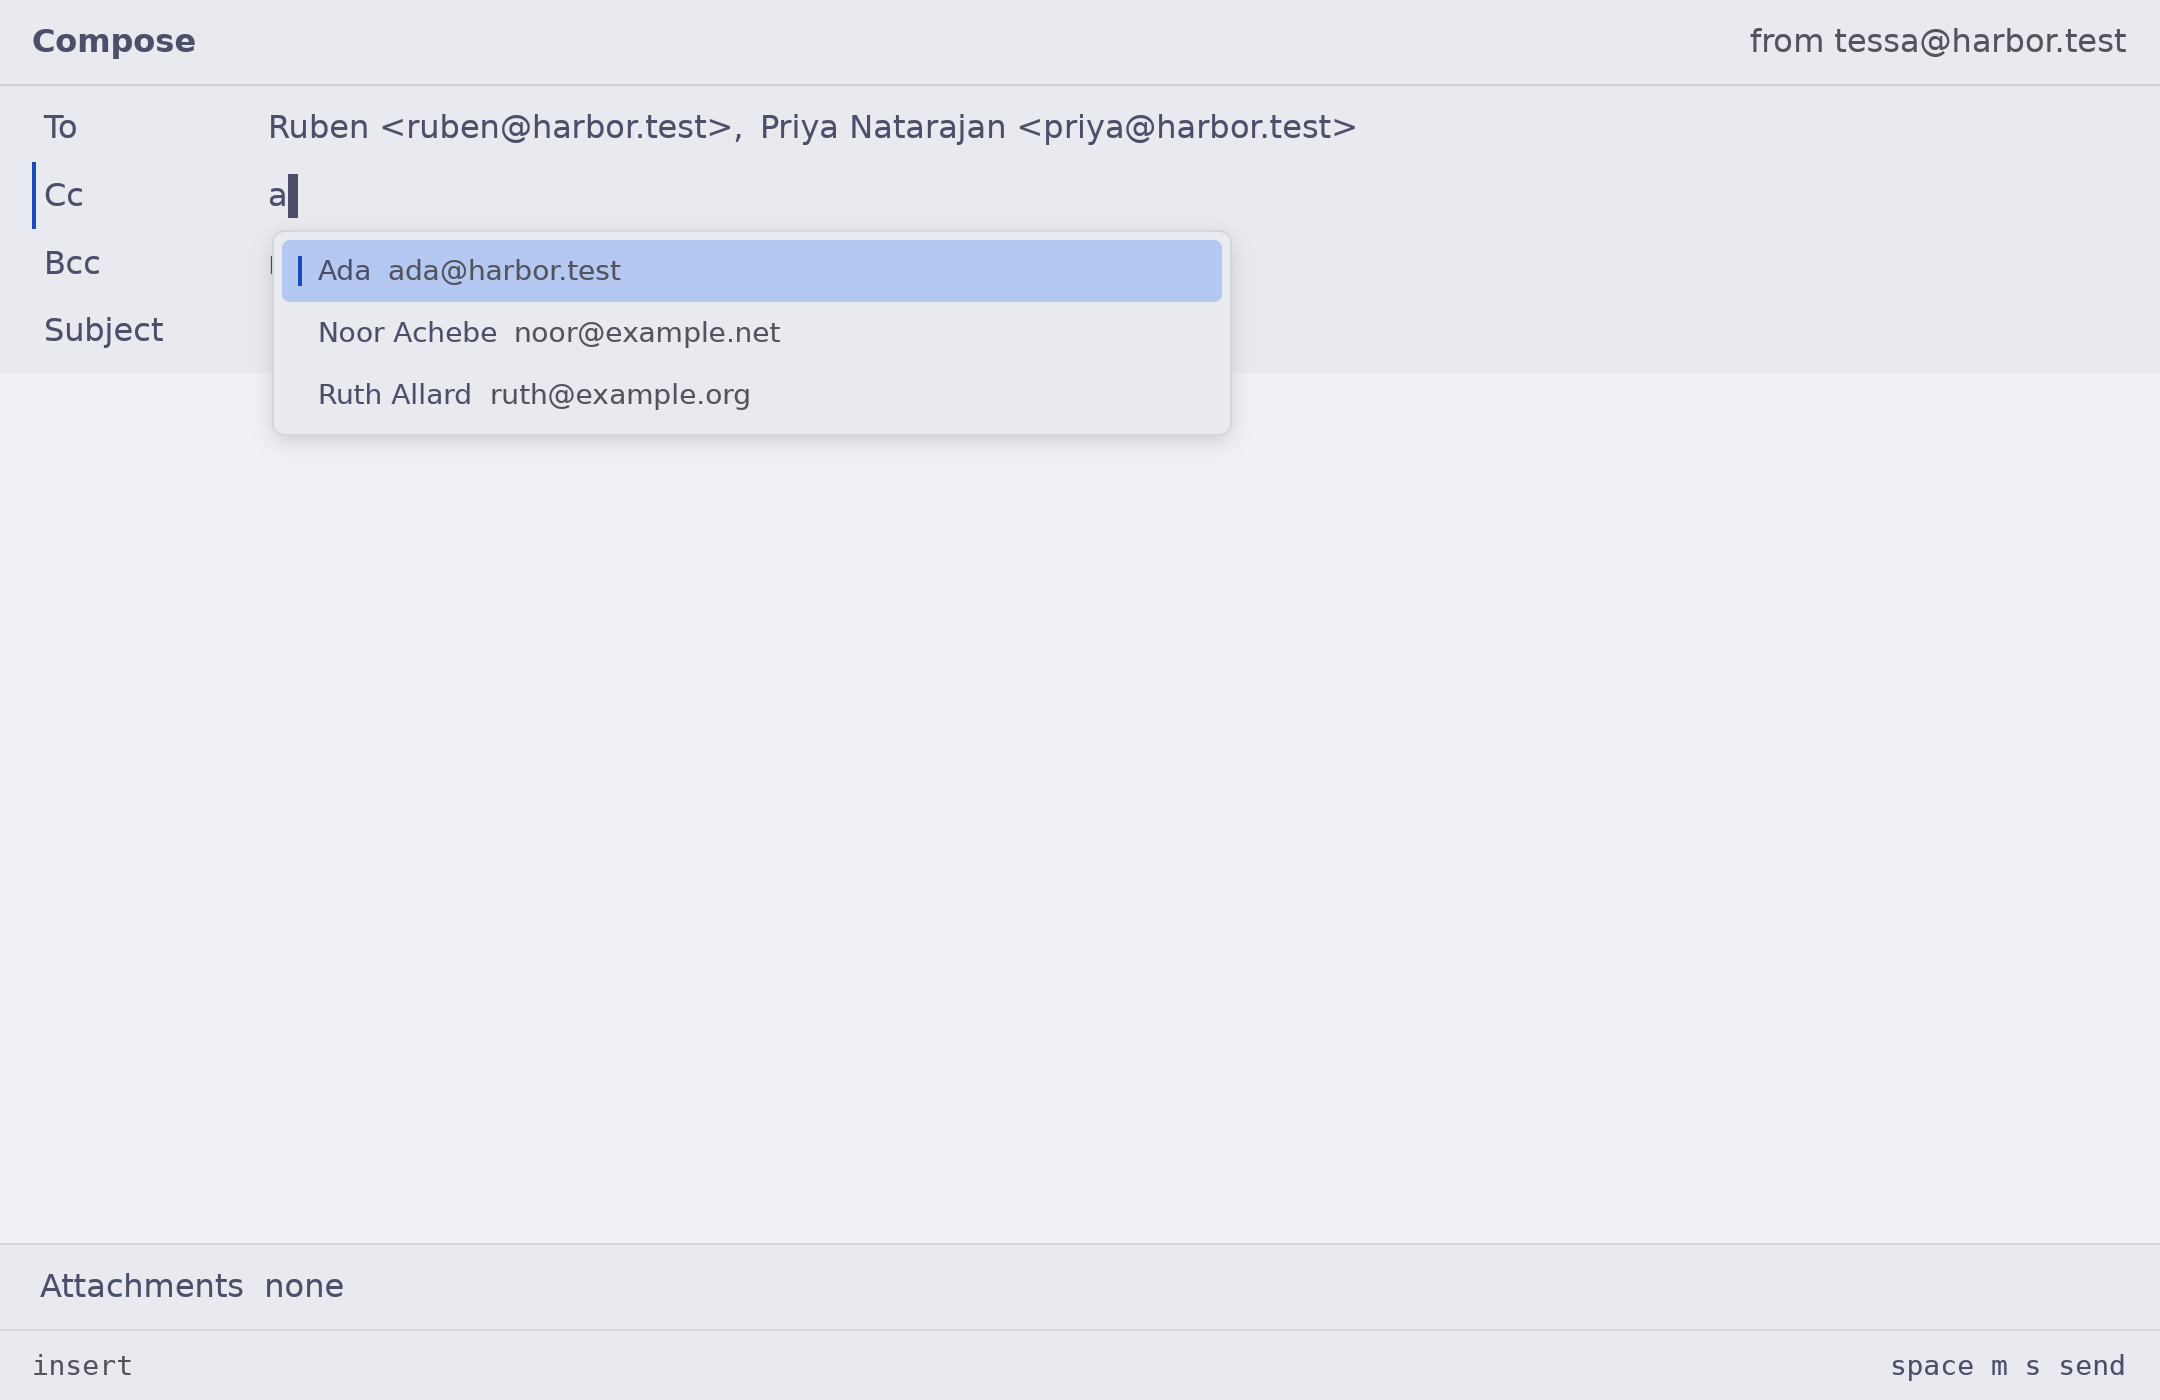 Compose from tessa@harbor.test
To Ruben <ruben@harbor.test>, Priya Natarajan <priya@harbor.test>
Cc a
Bcc
Ada ada@harbor.test
Subject
Noor Achebe noor@example.net
Ruth Allard ruth@example.org
Attachments none
insert space m s send